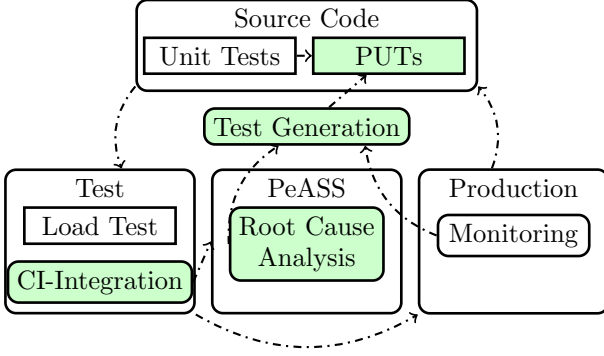 Source Code
Unit Tests
PUTs
Test Generation
Test
PeASS
Production
Load Test
Root Cause
Analysis
Monitoring
CI-Integration